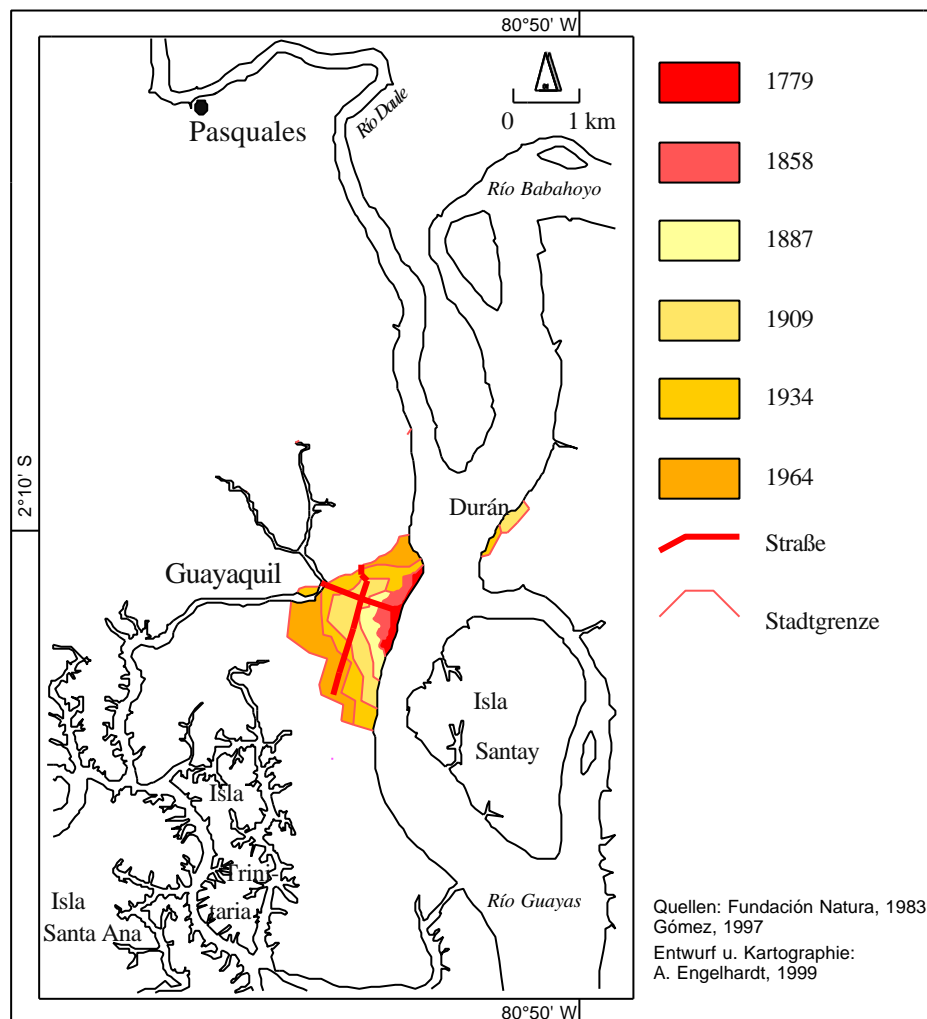 80°50' W
Río Daule
Pasquales
0 1 km
Río Babahoyo
2°10' S
Durán
Guayaquil
Isla
Santay
Isla
Trini-
taria
Isla
Santa Ana
Río Guayas
80°50' W
1779
1858
1887
1909
1934
1964
Straße
Stadtgrenze
Quellen: Fundación Natura, 1983
Gómez, 1997
Entwurf u. Kartographie:
A. Engelhardt, 1999